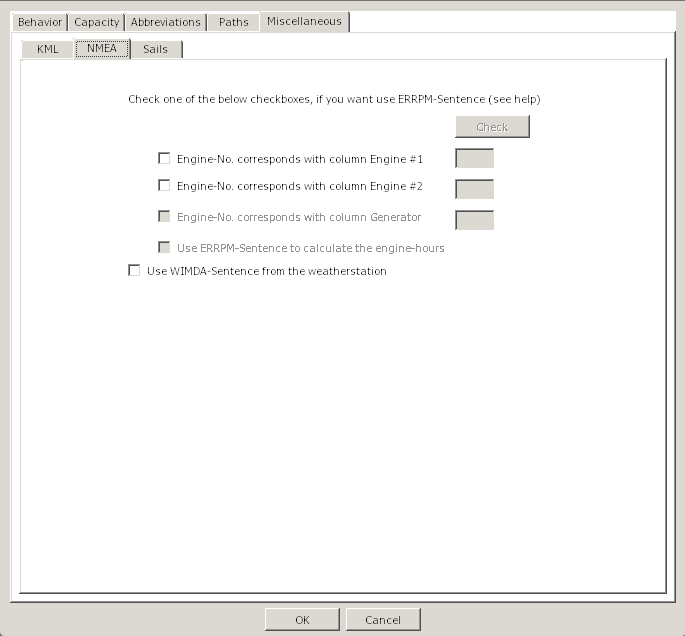 Behavior Capacity Abbreviations Paths Miscellaneous
KML NMEA Sails
Check one of the below checkboxes, if you want use ERRPM-Sentence (see help)
Check
Engine-No. corresponds with column Engine #1
Engine-No. corresponds with column Engine #2
Engine-No. corresponds with column Generator
Use ERRPM-Sentence to calculate the engine-hours
Use WIMDA-Sentence from the weatherstation
OK Cancel